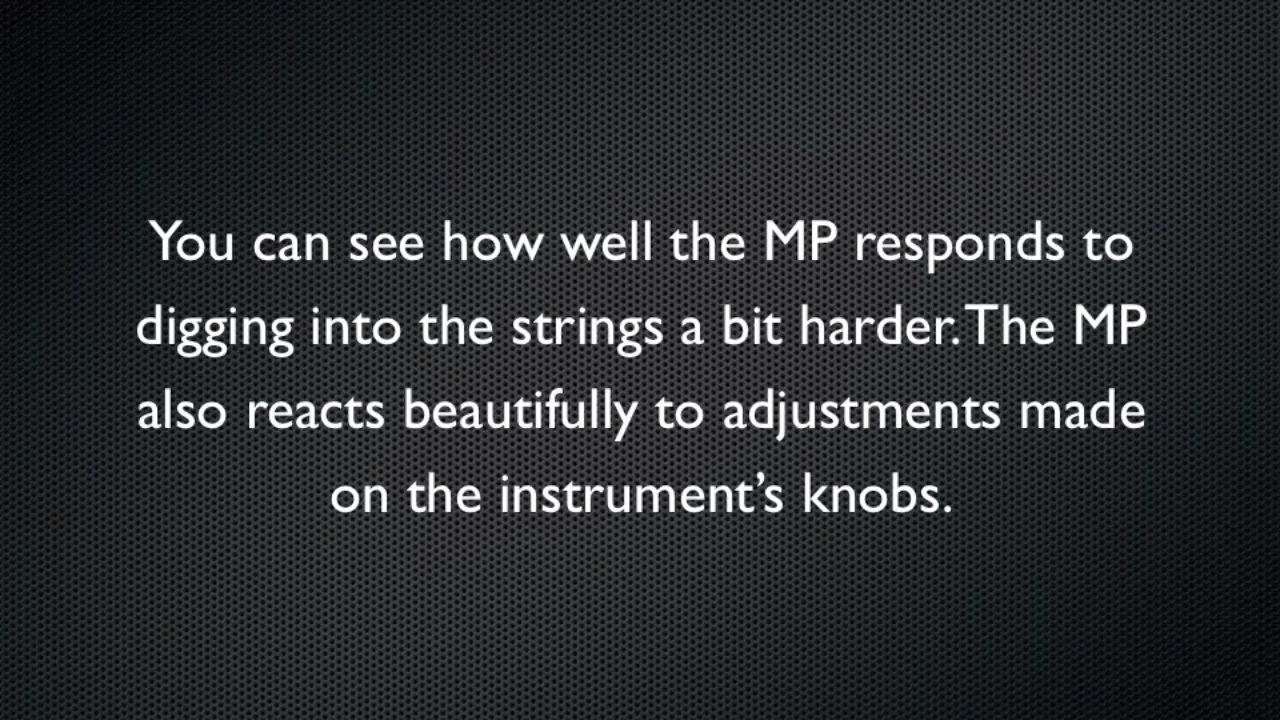 You can see how well the MP responds to
digging into the strings a bit harder. The MP
also reacts beautifully to adjustments made
on the instrument’s knobs.